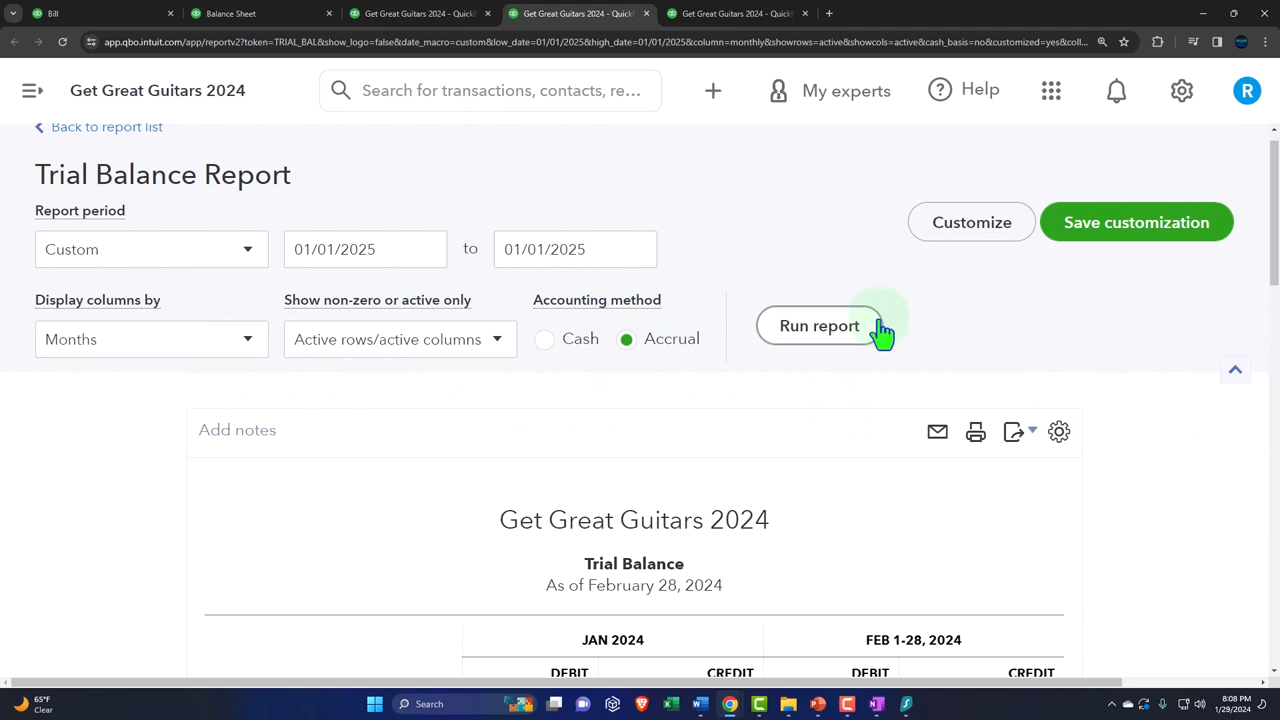 Bill
Balance Sheet
Get Great Guitars 2024 - Quick
Get Great Guitars 2024 - Quick
Get Great Guitars 2024 - Quick
app.qbo.intuit.com/app/reportv2?token=TRIAL_BAL&show_logo=false&date_macro=custom&low_date=01/01/2025&high_date=01/01/2025&column=monthly&showrows=active&showcols=active&cash_basis=no&customized=yes&coll...
Get Great Guitars 2024
Search for transactions, contacts, re...
My experts
Help
R
Back to report list
Trial Balance Report
Report period
Custom
01/01/2025
to
01/01/2025
Customize
Save customization
Display columns by
Show non-zero or active only
Accounting method
Months
Active rows/active columns
Cash
Accrual
Run report
Add notes
Get Great Guitars 2024
Trial Balance
As of February 28, 2024
JAN 2024
FEB 1-28, 2024
DEBIT
CREDIT
DEBIT
CREDIT
65°F
Clear
Search
8:08 PM
1/29/2024